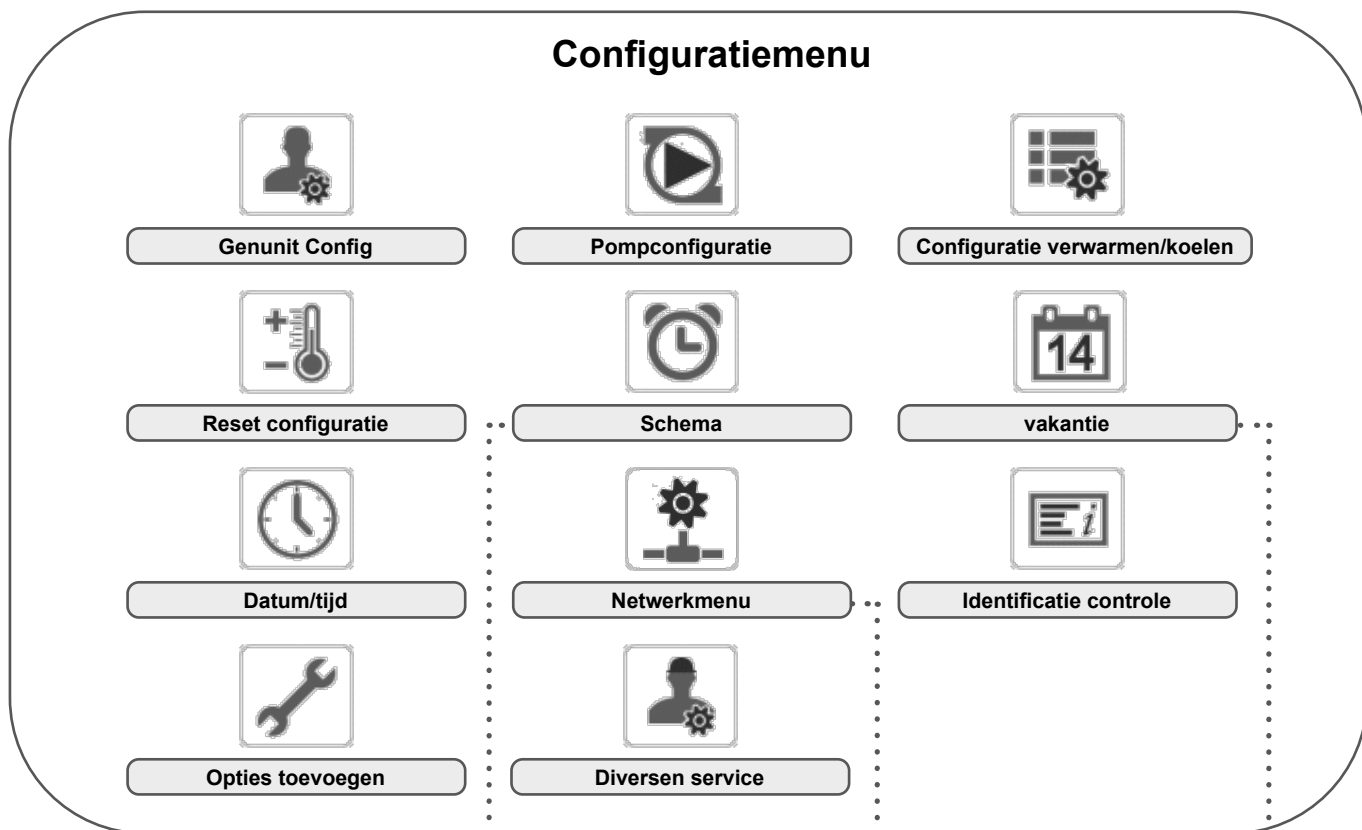 Configuratiemenu
Genunit Config
Pompconfiguratie
Configuratie verwarmen/koelen
Reset configuratie
14
Schema
vakantie
Datum/tijd
Netwerkmenu
i
Identificatie controle
Opties toevoegen
Diversen service